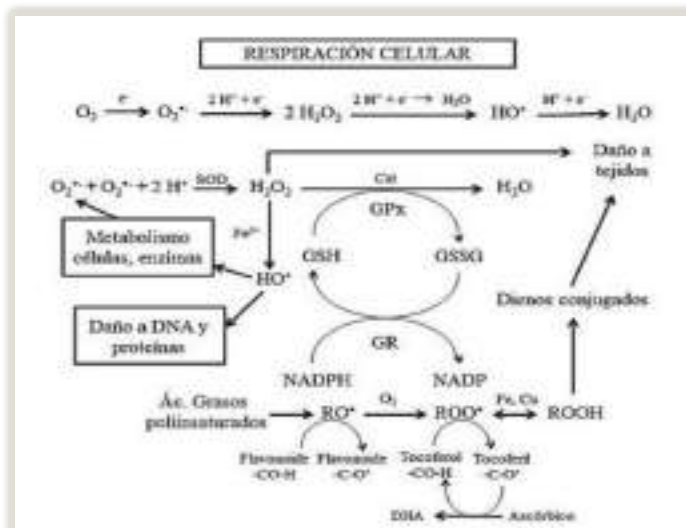 RESPIRACIÓN CELULAR
O₂ e⁻ O₂•⁻ 2 H⁺ + e⁻ 2 H₂O₂ 2 H⁺ + e⁻ → H₂O HO• H⁺ + e⁻ H₂O
Daño a
tejidos
O₂•⁻ + O₂•⁻ + 2 H⁺ SOD H₂O₂ Cat H₂O
GPx
Metabolismo
células, enzimas
Fe²⁺
GSH GSSG
HO•
Daño a DNA y
proteínas
Dienos conjugados
GR
NADPH NADP
Ác. Grasos
poliinsaturados
RO• O₂ ROO• Fe, Cu ROOH
Flavonoide Flavonoide Tocoferol Tocoferil
-CO-H -C-O• -CO-H -C-O•
DHA Ascórbico